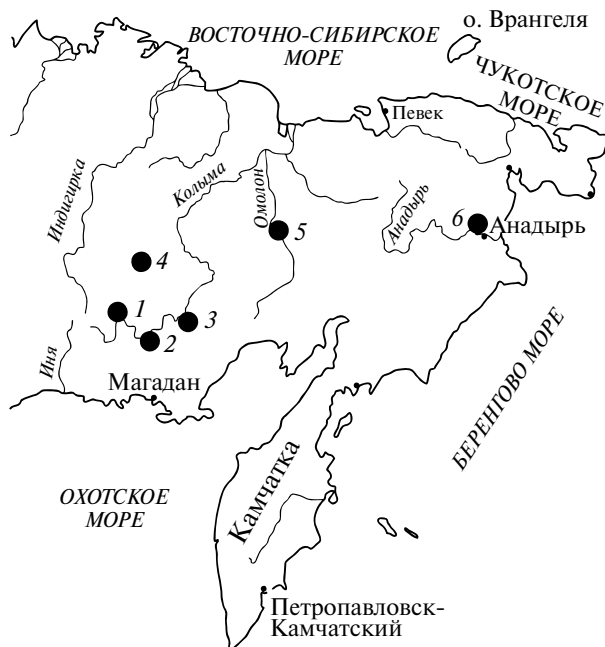 о. Врангеля
ВОСТОЧНО-СИБИРСКОЕ
МОРЕ
ЧУКОТСКОЕ
МОРЕ
Певек
Индигирка
Колыма
Омолон
Анадырь
6
Анадырь
5
4
1
3
2
Иня
Магадан
БЕРЕНГОВО МОРЕ
Камчатка
ОХОТСКОЕ
МОРЕ
Петропавловск-
Камчатский